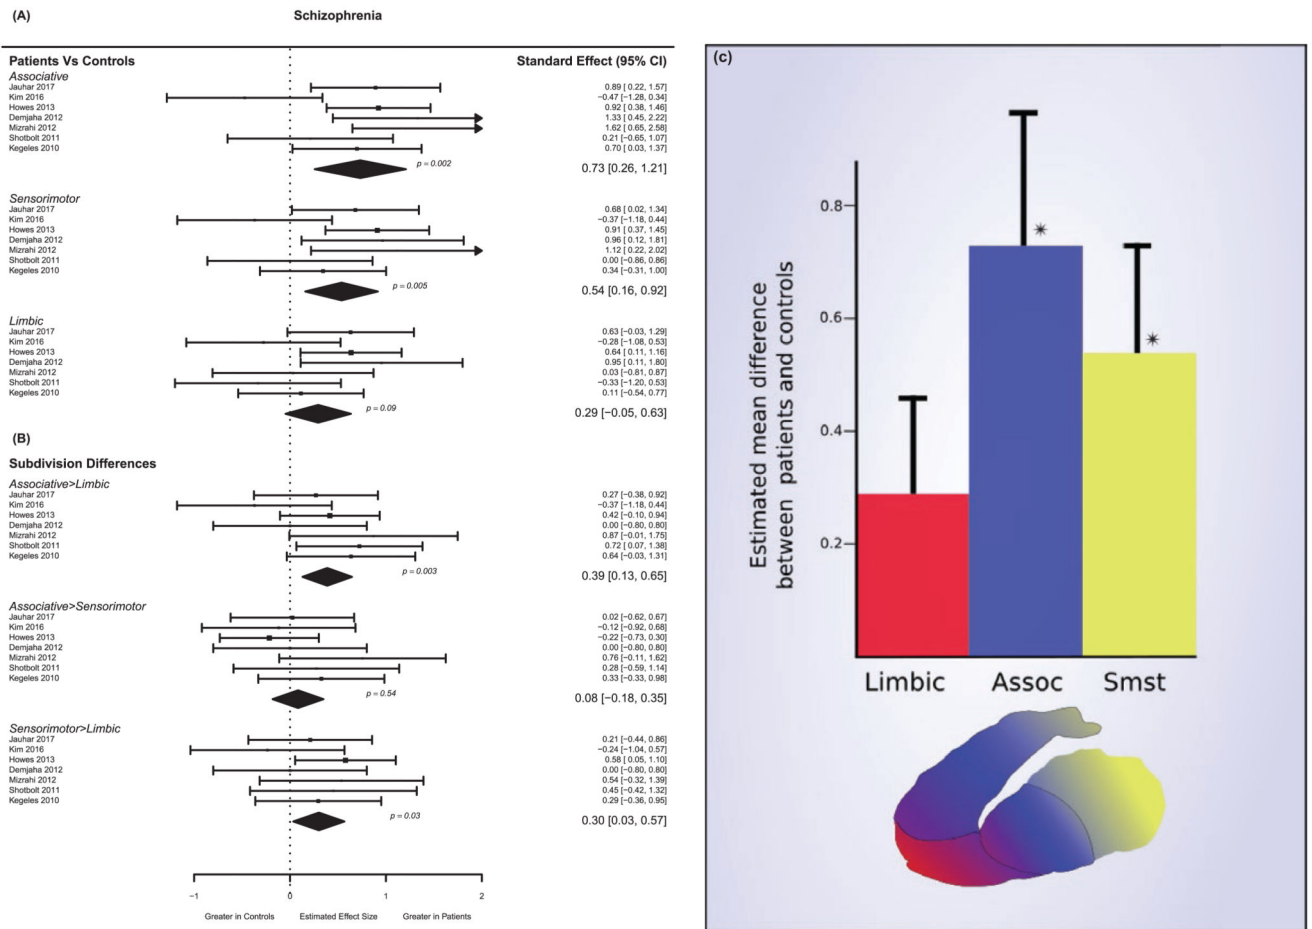 (A)
Schizophrenia
Patients Vs Controls Standard Effect (95% CI)
Associative
Jauhar 2017 0.89 [ 0.22, 1.57]
Kim 2016 −0.47 [−1.28, 0.34]
Howes 2013 0.92 [ 0.38, 1.46]
Demjaha 2012 1.33 [ 0.45, 2.22]
Mizrahi 2012 1.62 [ 0.65, 2.58]
Shotbolt 2011 0.21 [−0.65, 1.07]
Kegeles 2010 0.70 [ 0.03, 1.37]
p = 0.002
0.73 [0.26, 1.21]
Sensorimotor
Jauhar 2017 0.68 [ 0.02, 1.34]
Kim 2016 −0.37 [−1.18, 0.44]
Howes 2013 0.91 [ 0.37, 1.45]
Demjaha 2012 0.96 [ 0.12, 1.81]
Mizrahi 2012 1.12 [ 0.22, 2.02]
Shotbolt 2011 0.00 [−0.86, 0.86]
Kegeles 2010 0.34 [−0.31, 1.00]
p = 0.005
0.54 [0.16, 0.92]
Limbic
Jauhar 2017 0.63 [−0.03, 1.29]
Kim 2016 −0.28 [−1.08, 0.53]
Howes 2013 0.64 [ 0.11, 1.16]
Demjaha 2012 0.95 [ 0.11, 1.80]
Mizrahi 2012 0.03 [−0.81, 0.87]
Shotbolt 2011 −0.33 [−1.20, 0.53]
Kegeles 2010 0.11 [−0.54, 0.77]
p = 0.09
0.29 [−0.05, 0.63]
(B)
Subdivision Differences
Associative>Limbic
Jauhar 2017 0.27 [−0.38, 0.92]
Kim 2016 −0.37 [−1.18, 0.44]
Howes 2013 0.42 [−0.10, 0.94]
Demjaha 2012 0.00 [−0.80, 0.80]
Mizrahi 2012 0.87 [−0.01, 1.75]
Shotbolt 2011 0.72 [ 0.07, 1.38]
Kegeles 2010 0.64 [−0.03, 1.31]
p = 0.003
0.39 [0.13, 0.65]
Associative>Sensorimotor
Jauhar 2017 0.02 [−0.62, 0.67]
Kim 2016 −0.12 [−0.92, 0.68]
Howes 2013 −0.22 [−0.73, 0.30]
Demjaha 2012 0.00 [−0.80, 0.80]
Mizrahi 2012 0.76 [−0.11, 1.62]
Shotbolt 2011 0.28 [−0.59, 1.14]
Kegeles 2010 0.33 [−0.33, 0.98]
p = 0.54
0.08 [−0.18, 0.35]
Sensorimotor>Limbic
Jauhar 2017 0.21 [−0.44, 0.86]
Kim 2016 −0.24 [−1.04, 0.57]
Howes 2013 0.58 [ 0.05, 1.10]
Demjaha 2012 0.00 [−0.80, 0.80]
Mizrahi 2012 0.54 [−0.32, 1.39]
Shotbolt 2011 0.45 [−0.42, 1.32]
Kegeles 2010 0.29 [−0.36, 0.95]
p = 0.03
0.30 [0.03, 0.57]
−1 0 1 2
Greater in Controls Estimated Effect Size Greater in Patients
(c)
Estimated mean difference
between patients and controls
0.8
0.6
0.4
0.2
Limbic Assoc Smst